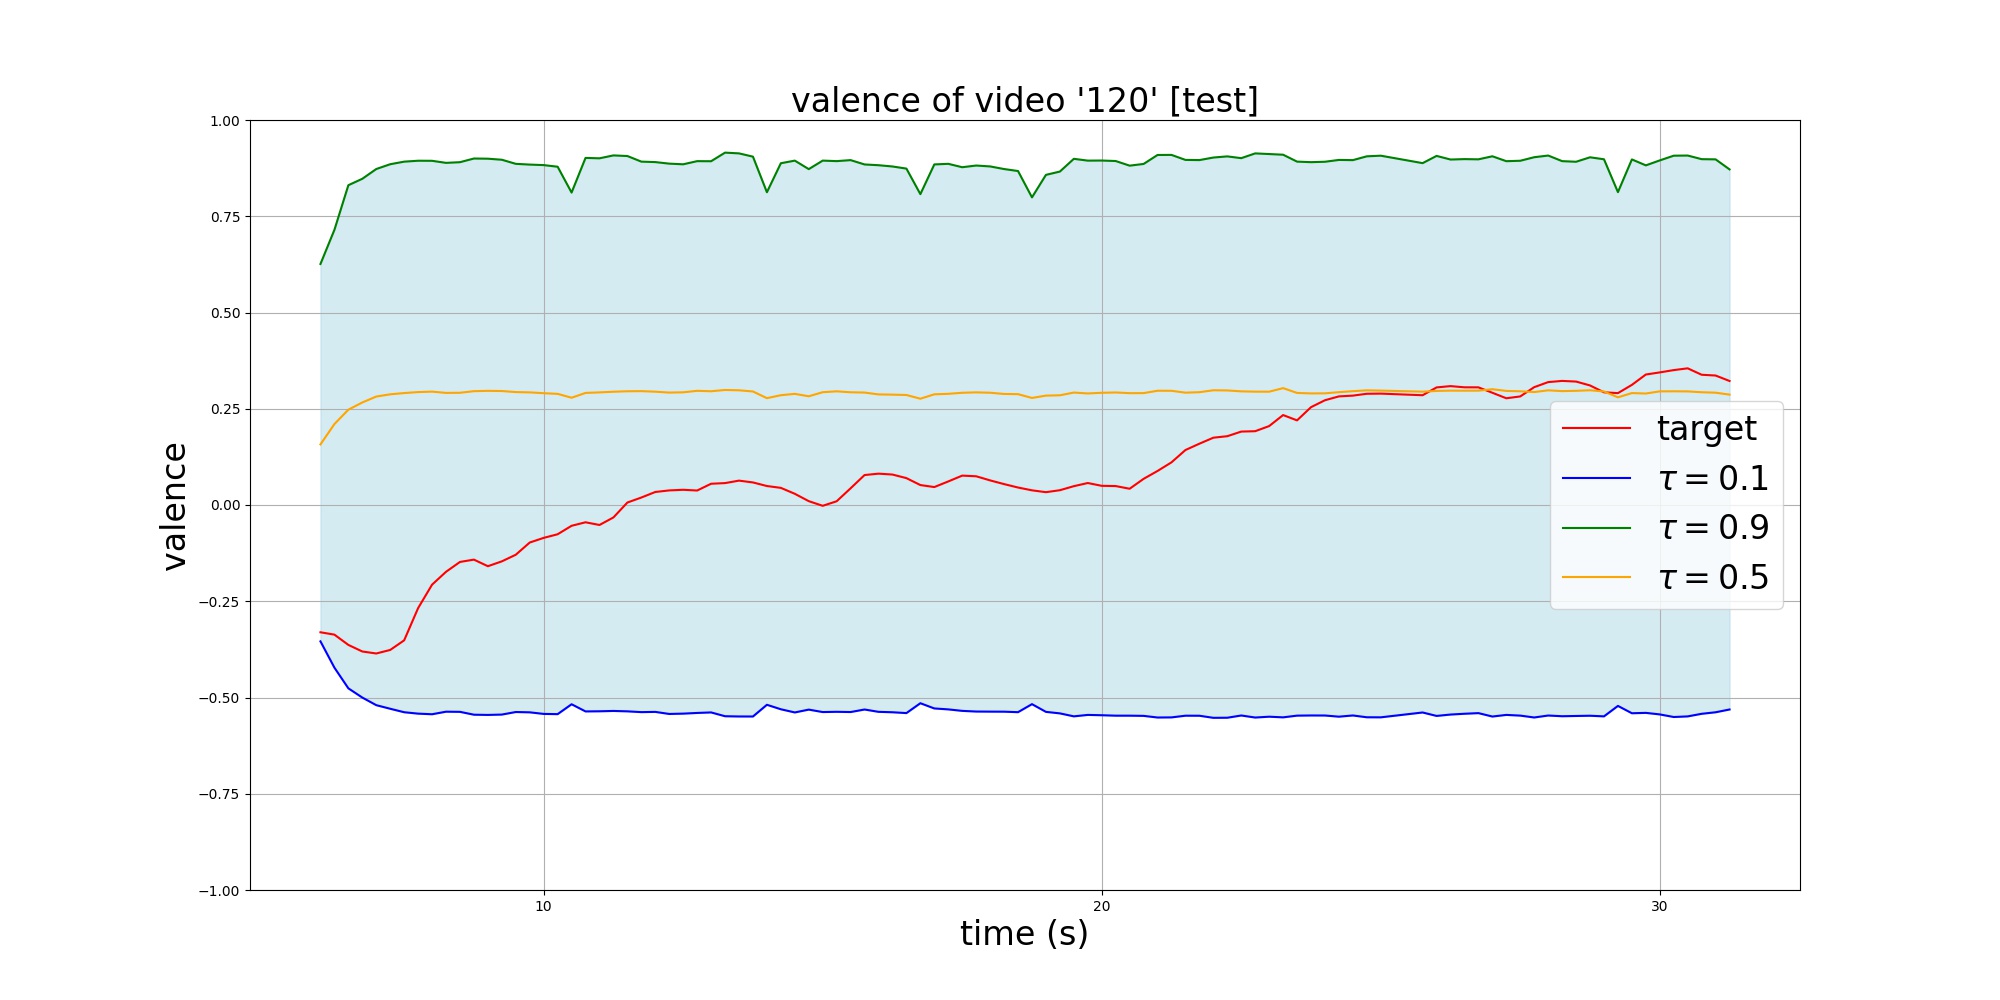 valence of video '120' [test]
1.00
0.75
0.50
0.25
0.00
−0.25
−0.50
−0.75
−1.00
valence
target
τ = 0.1
τ = 0.9
τ = 0.5
10 20 30
time (s)